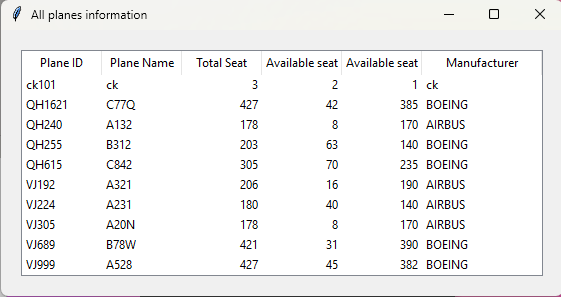 All planes information
Plane ID Plane Name Total Seat Available seat Available seat Manufacturer
ck101 ck 3 2 1 ck
QH1621 C77Q 427 42 385 BOEING
QH240 A132 178 8 170 AIRBUS
QH255 B312 203 63 140 BOEING
QH615 C842 305 70 235 BOEING
VJ192 A321 206 16 190 AIRBUS
VJ224 A231 180 40 140 AIRBUS
VJ305 A20N 178 8 170 AIRBUS
VJ689 B78W 421 31 390 BOEING
VJ999 A528 427 45 382 BOEING